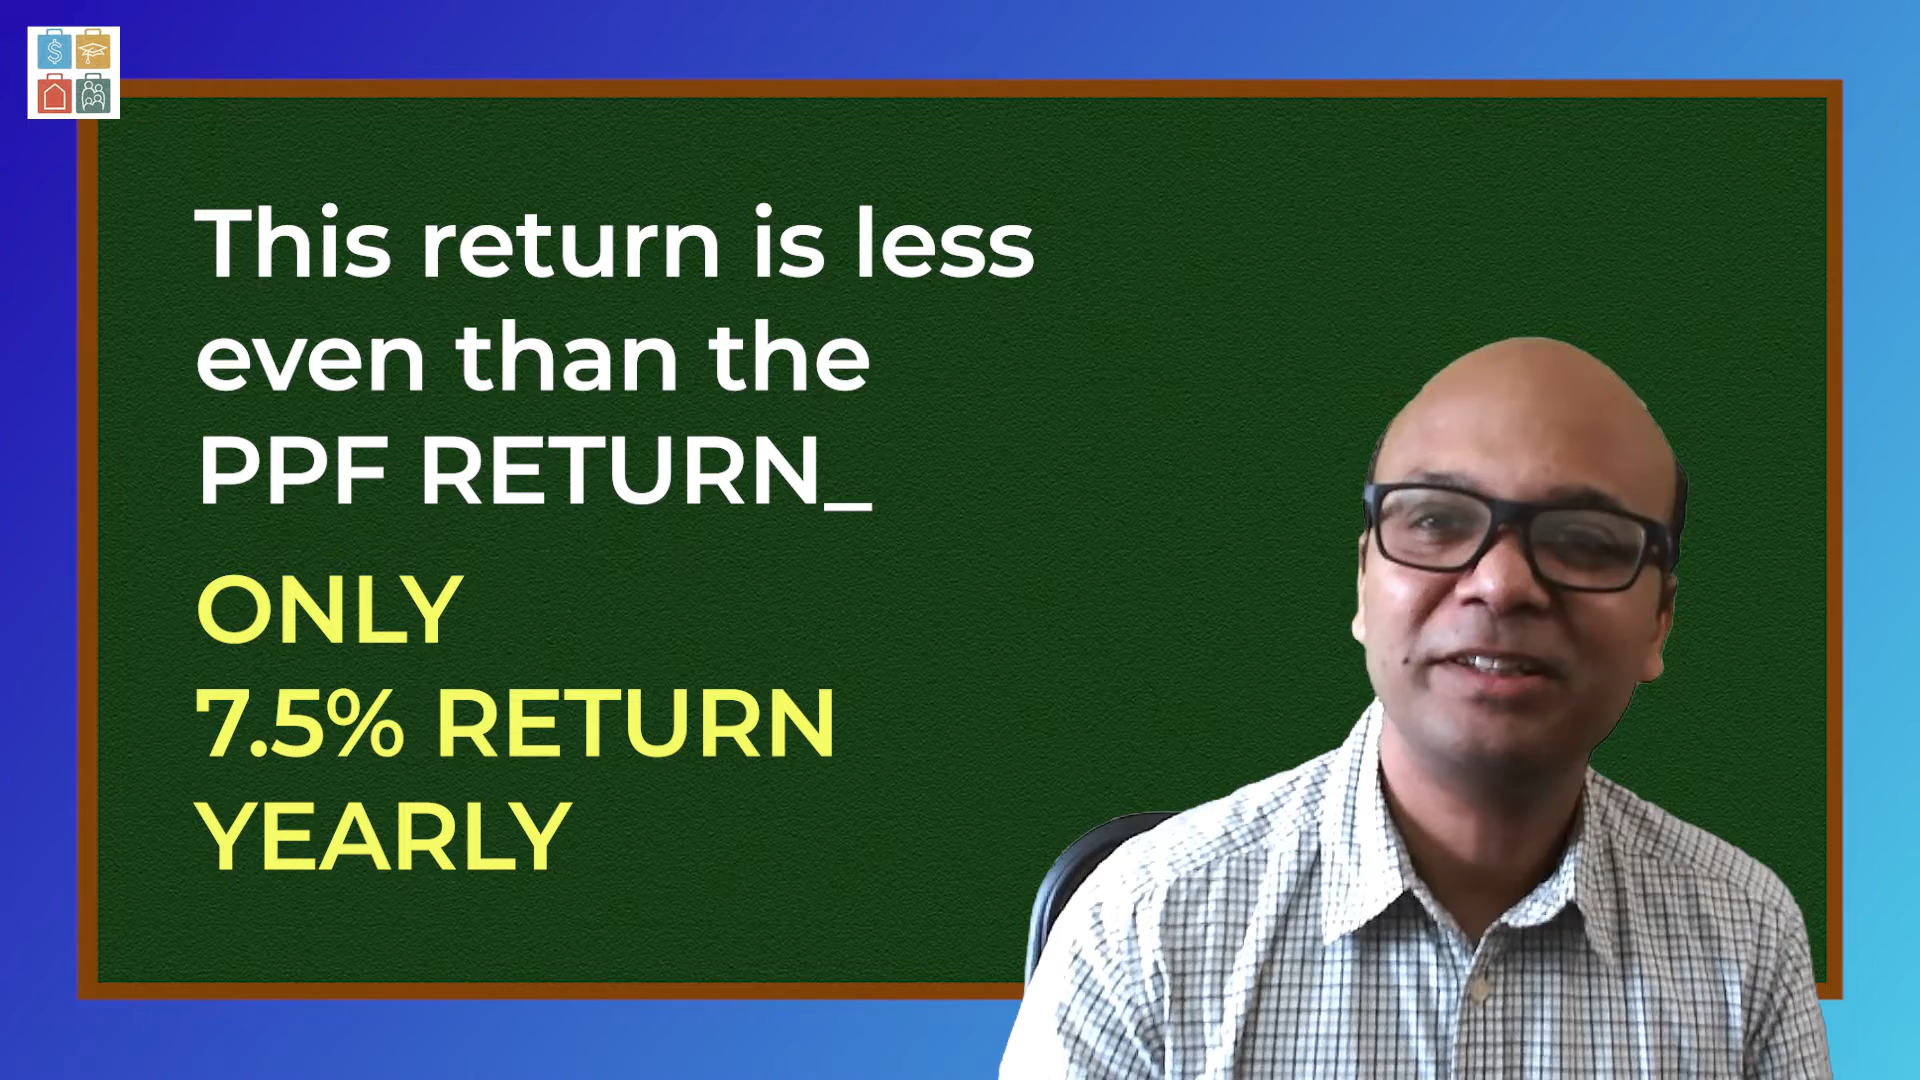 This return is less
even than the
PPF RETURN_
ONLY
7.5% RETURN
YEARLY